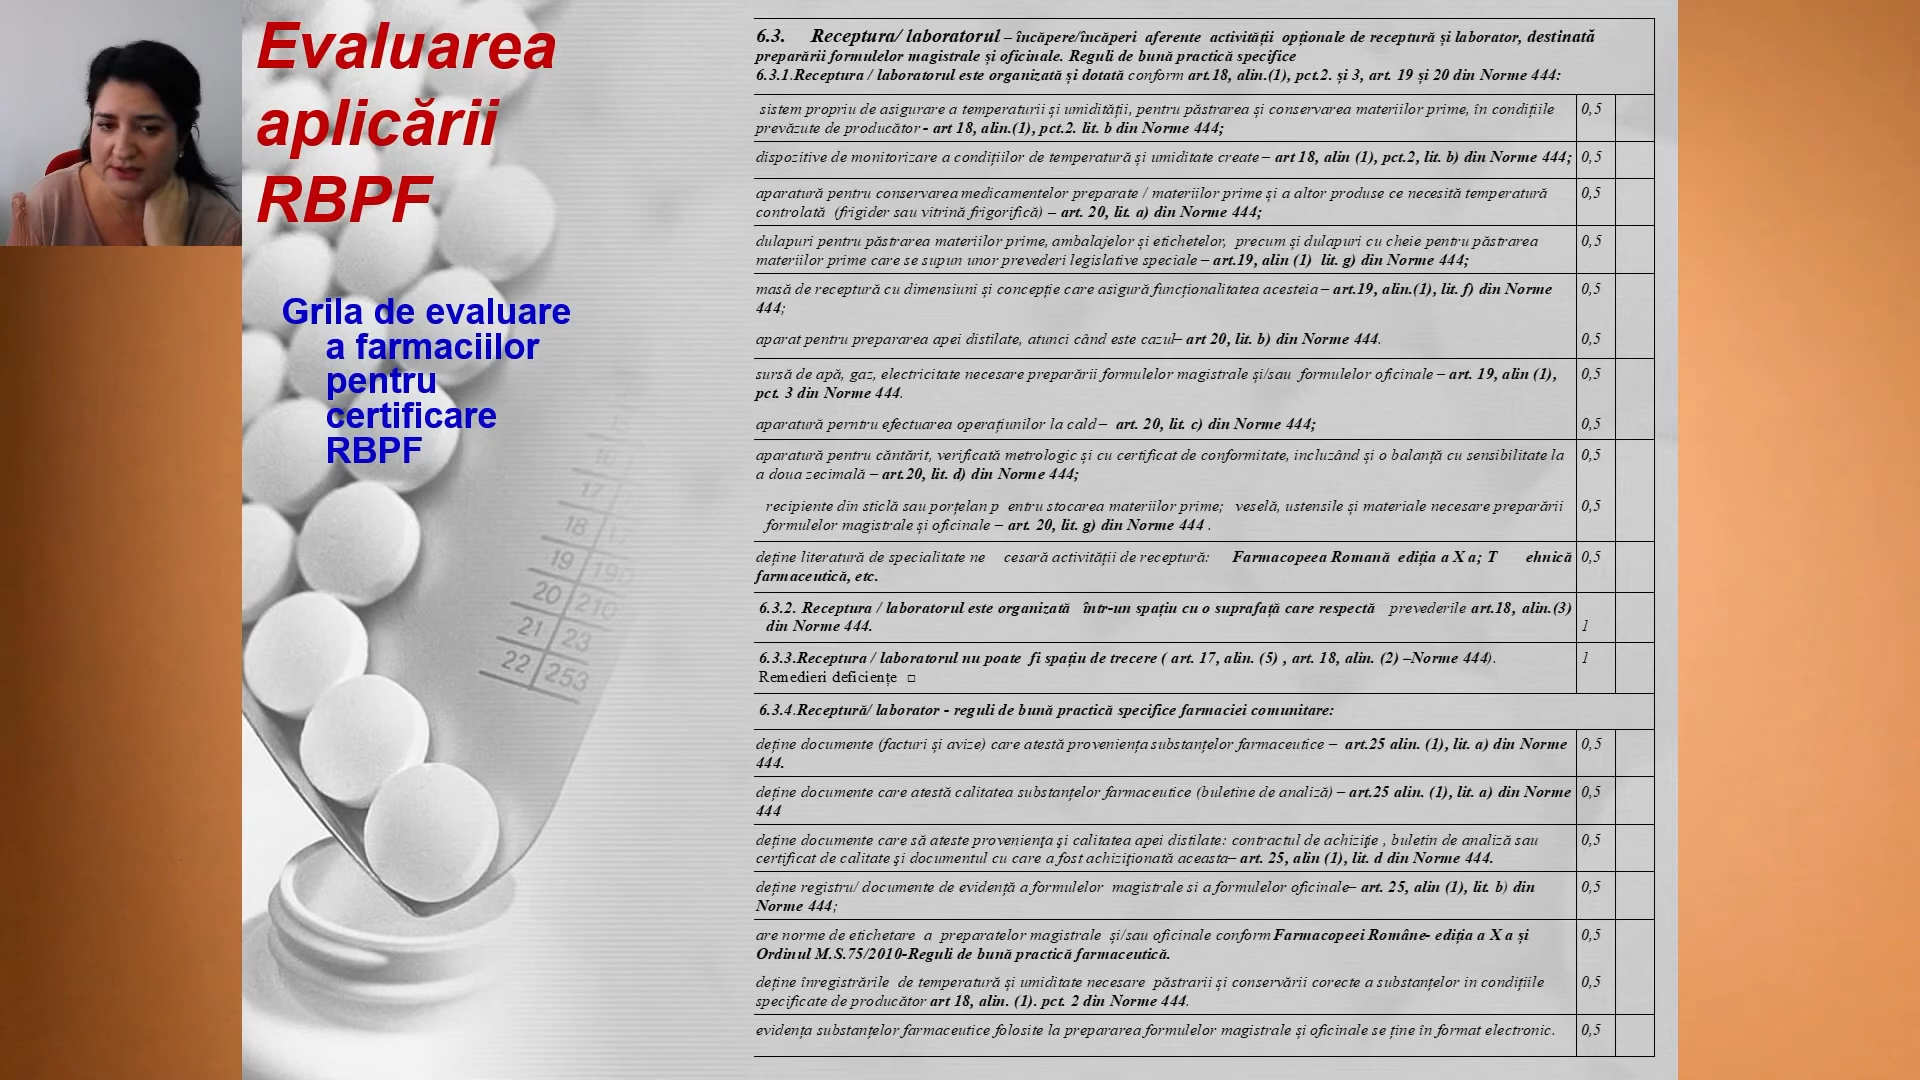 Evaluarea
aplicării
RBPF
Grila de evaluare
a farmaciilor
pentru
certificare
RBPF
17
18
19
190
20
210
21
23
22
253
6.3. Receptura/ laboratorul – încăpere/încăperi aferente activității opționale de receptură și laborator, destinată
preparării formulelor magistrale și oficinale. Reguli de bună practică specifice
6.3.1.Receptura / laboratorul este organizată și dotată conform art.18, alin.(1), pct.2. și 3, art. 19 și 20 din Norme 444:
sistem propriu de asigurare a temperaturii și umidității, pentru păstrarea și conservarea materiilor prime, în condițiile 0,5
prevăzute de producător - art 18, alin.(1), pct.2. lit. b din Norme 444;
dispozitive de monitorizare a condițiilor de temperatură și umiditate create – art 18, alin (1), pct.2, lit. b) din Norme 444; 0,5
aparatură pentru conservarea medicamentelor preparate / materiilor prime și a altor produse ce necesită temperatură 0,5
controlată (frigider sau vitrină frigorifică) – art. 20, lit. a) din Norme 444;
dulapuri pentru păstrarea materiilor prime, ambalajelor și etichetelor, precum și dulapuri cu cheie pentru păstrarea 0,5
materiilor prime care se supun unor prevederi legislative speciale – art.19, alin (1) lit. g) din Norme 444;
masă de receptură cu dimensiuni și concepție care asigură funcționalitatea acesteia – art.19, alin.(1), lit. f) din Norme 0,5
444;
aparat pentru prepararea apei distilate, atunci când este cazul– art 20, lit. b) din Norme 444. 0,5
sursă de apă, gaz, electricitate necesare preparării formulelor magistrale și/sau formulelor oficinale – art. 19, alin (1), 0,5
pct. 3 din Norme 444.
aparatură perntru efectuarea operațiunilor la cald – art. 20, lit. c) din Norme 444; 0,5
aparatură pentru cântărit, verificată metrologic și cu certificat de conformitate, incluzând și o balanță cu sensibilitate la 0,5
a doua zecimală – art.20, lit. d) din Norme 444;
recipiente din sticlă sau porțelan p entru stocarea materiilor prime; veselă, ustensile și materiale necesare preparării 0,5
formulelor magistrale și oficinale – art. 20, lit. g) din Norme 444 .
deține literatură de specialitate ne cesară activității de receptură: Farmacopeea Romană ediția a X a; T ehnică 0,5
farmaceutică, etc.
6.3.2. Receptura / laboratorul este organizată într-un spațiu cu o suprafață care respectă prevederile art.18, alin.(3)
din Norme 444. 1
6.3.3.Receptura / laboratorul nu poate fi spațiu de trecere ( art. 17, alin. (5) , art. 18, alin. (2) –Norme 444). 1
Remedieri deficiențe □
6.3.4.Receptură/ laborator - reguli de bună practică specifice farmaciei comunitare:
deține documente (facturi și avize) care atestă proveniența substanțelor farmaceutice – art.25 alin. (1), lit. a) din Norme 0,5
444.
deține documente care atestă calitatea substanțelor farmaceutice (buletine de analiză) – art.25 alin. (1), lit. a) din Norme 0,5
444
deține documente care să ateste proveniența şi calitatea apei distilate: contractul de achiziţie , buletin de analiză sau 0,5
certificat de calitate şi documentul cu care a fost achiziţionată aceasta– art. 25, alin (1), lit. d din Norme 444.
deține registru/ documente de evidență a formulelor magistrale si a formulelor oficinale– art. 25, alin (1), lit. b) din 0,5
Norme 444;
are norme de etichetare a preparatelor magistrale și/sau oficinale conform Farmacopeei Române- ediția a X a și 0,5
Ordinul M.S.75/2010-Reguli de bună practică farmaceutică.
deține înregistrările de temperatură și umiditate necesare păstrarii și conservării corecte a substanțelor in condițiile 0,5
specificate de producător art 18, alin. (1). pct. 2 din Norme 444.
evidența substanțelor farmaceutice folosite la prepararea formulelor magistrale și oficinale se ține în format electronic. 0,5